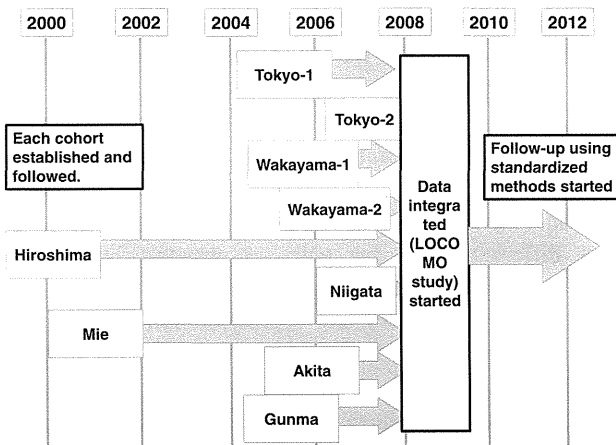 2000 2002 2004 2006 2008 2010 2012
Tokyo-1
Tokyo-2
Each cohort
established and
followed.
Wakayama-1
Wakayama-2
Hiroshima
Niigata
Mie
Akita
Gunma
Data
integra
ted
(LOCO
MO
study)
started
Follow-up using
standardized
methods started